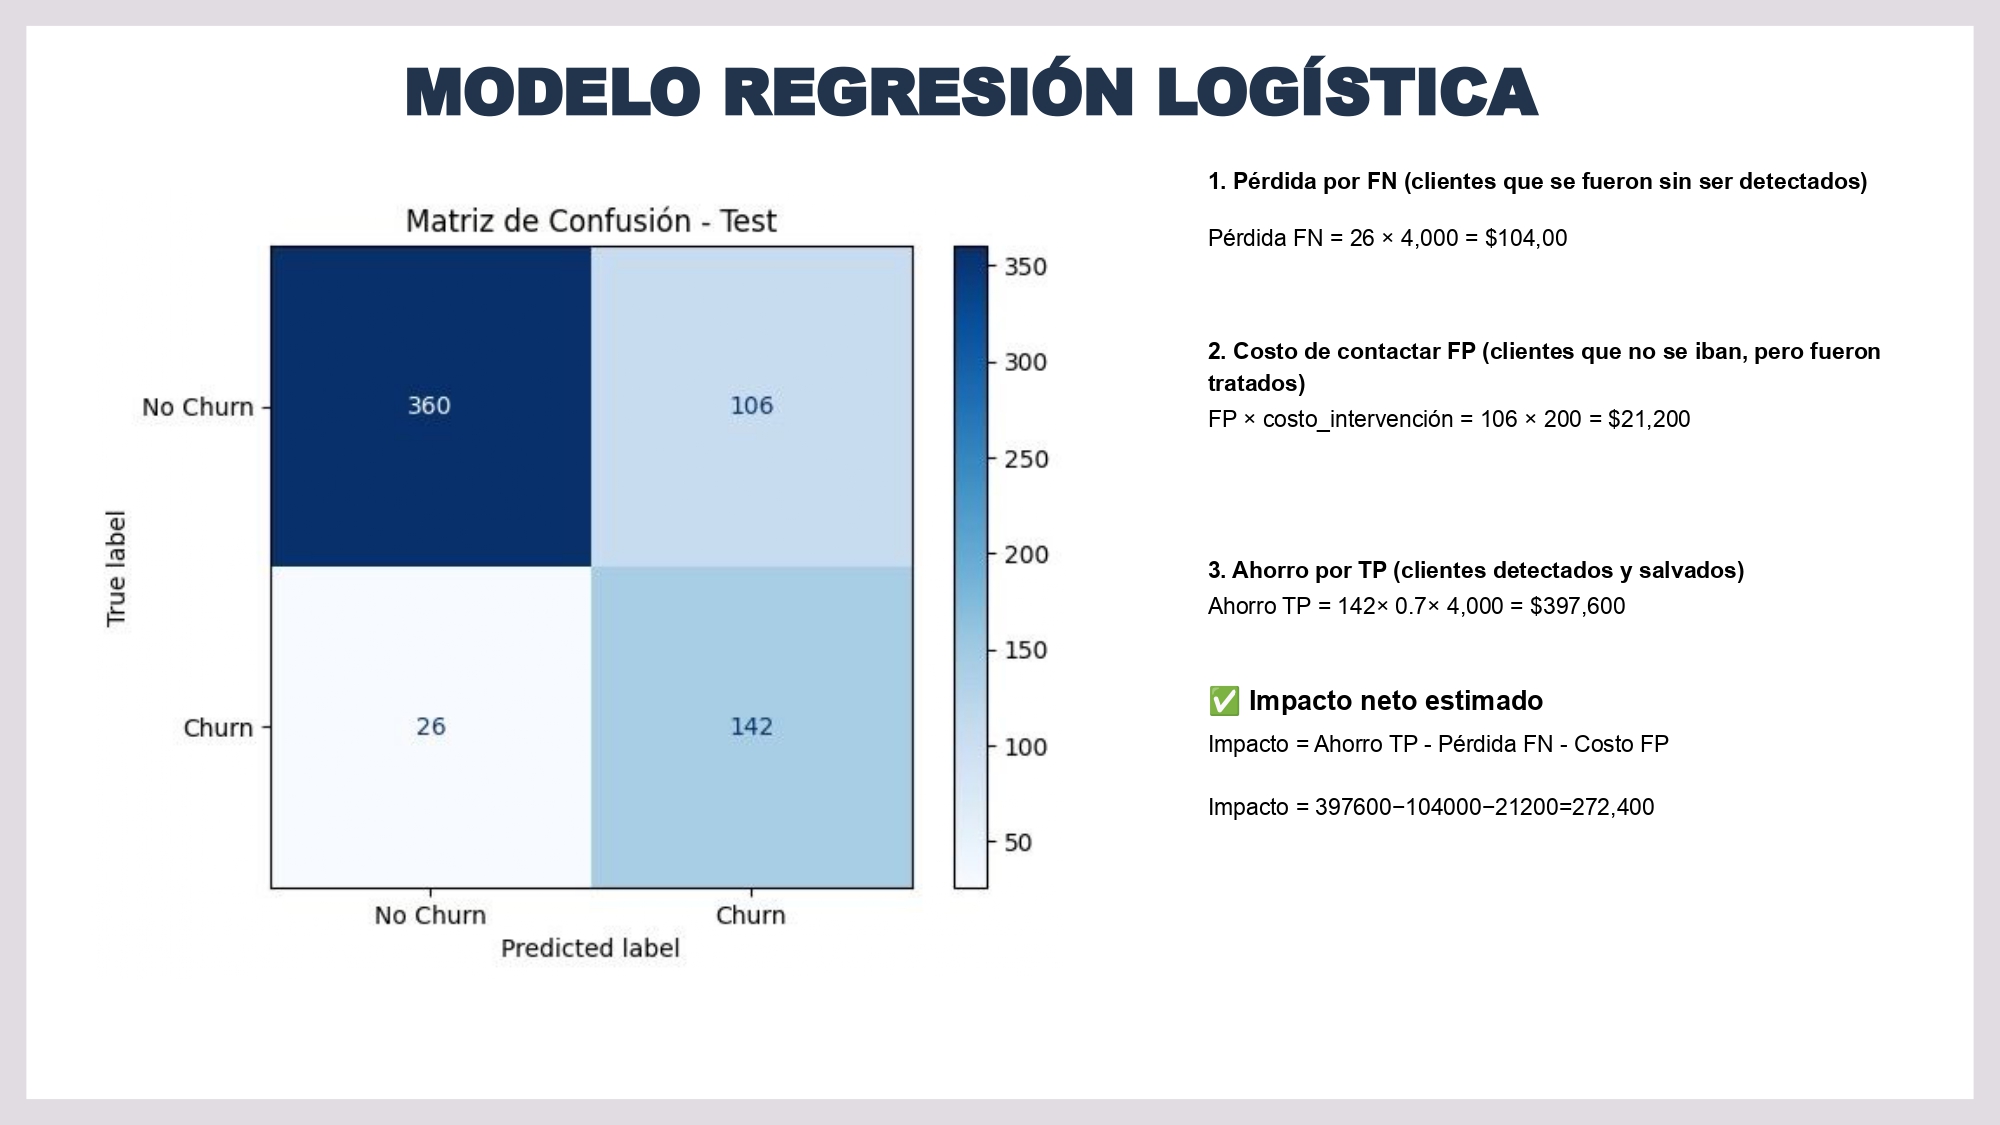 MODELO REGRESIÓN LOGÍSTICA
Matriz de Confusión - Test
No Churn
360
106
Churn
26
142
True label
No Churn
Churn
Predicted label
350
300
250
200
150
100
50
1. Pérdida por FN (clientes que se fueron sin ser detectados)
Pérdida FN = 26 × 4,000 = $104,00
2. Costo de contactar FP (clientes que no se iban, pero fueron
tratados)
FP × costo_intervención = 106 × 200 = $21,200
3. Ahorro por TP (clientes detectados y salvados)
Ahorro TP = 142× 0.7× 4,000 = $397,600
✅ Impacto neto estimado
Impacto = Ahorro TP - Pérdida FN - Costo FP
Impacto = 397600−104000−21200=272,400